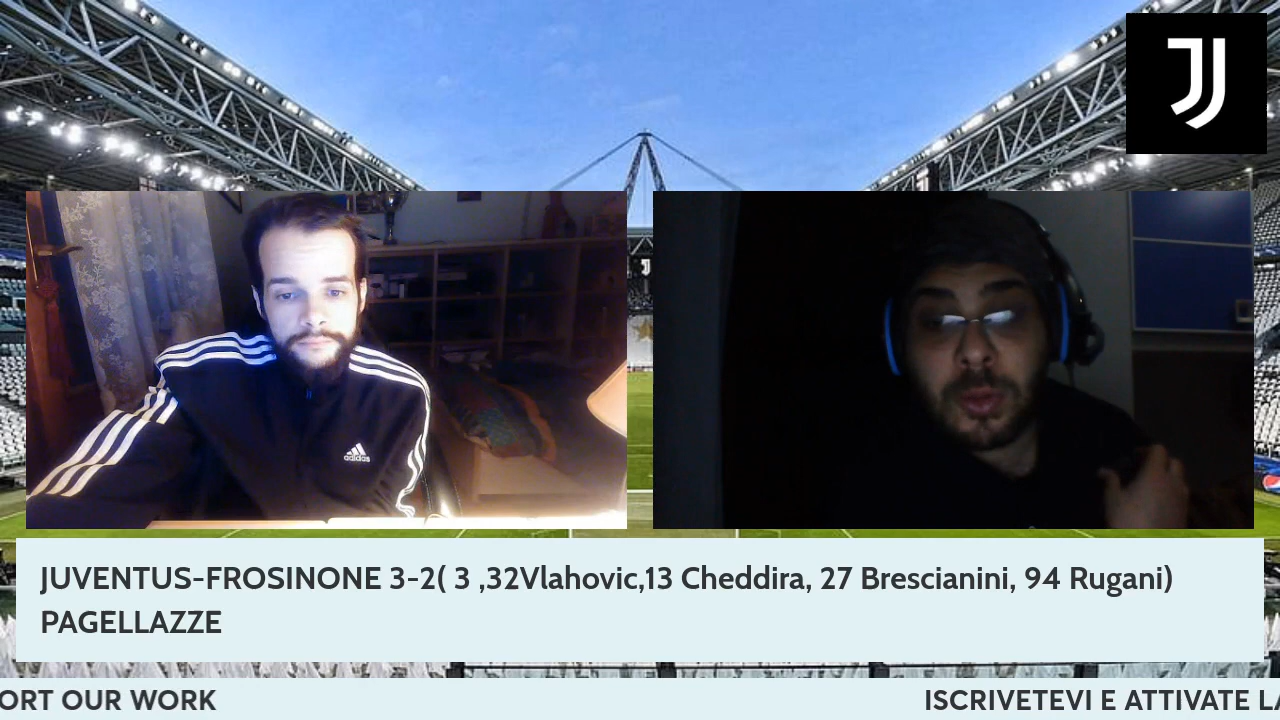 JUVENTUS-FROSINONE 3-2( 3 ,32Vlahovic,13 Cheddira, 27 Brescianini, 94 Rugani)
PAGELLAZZE
ORT OUR WORK
ISCRIVETEVI E ATTIVATE LA
adidas